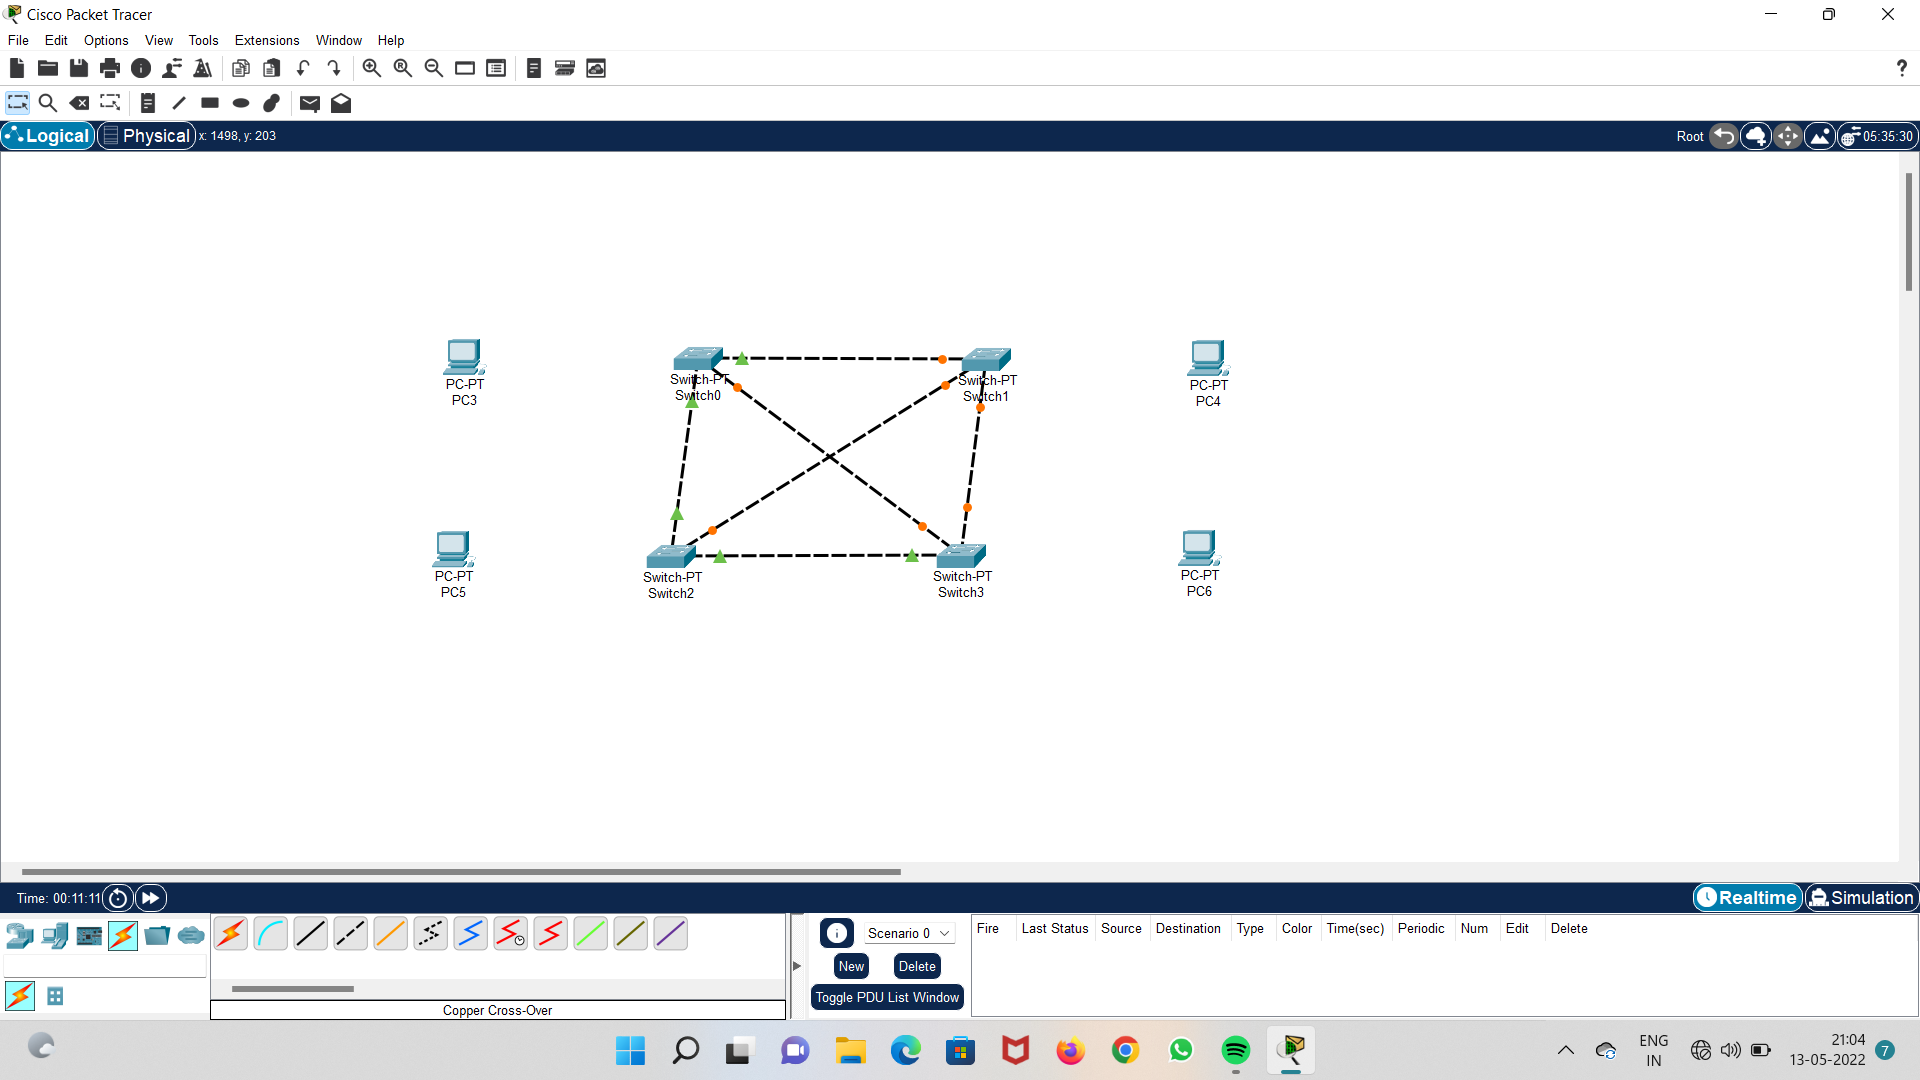 Cisco Packet Tracer
File Edit Options View Tools Extensions Window Help
Logical Physical x: 1498, y: 203 Root 05:35:30
PC-PT
PC3
Switch-PT
Switch0
Switch-PT
Switch1
PC-PT
PC4
PC-PT
PC5
Switch-PT
Switch2
Switch-PT
Switch3
PC-PT
PC6
Time: 00:11:11 Realtime Simulation
Scenario 0
New Delete
Toggle PDU List Window
Fire Last Status Source Destination Type Color Time(sec) Periodic Num Edit Delete
Copper Cross-Over
ENG
IN
21:04
13-05-2022
7